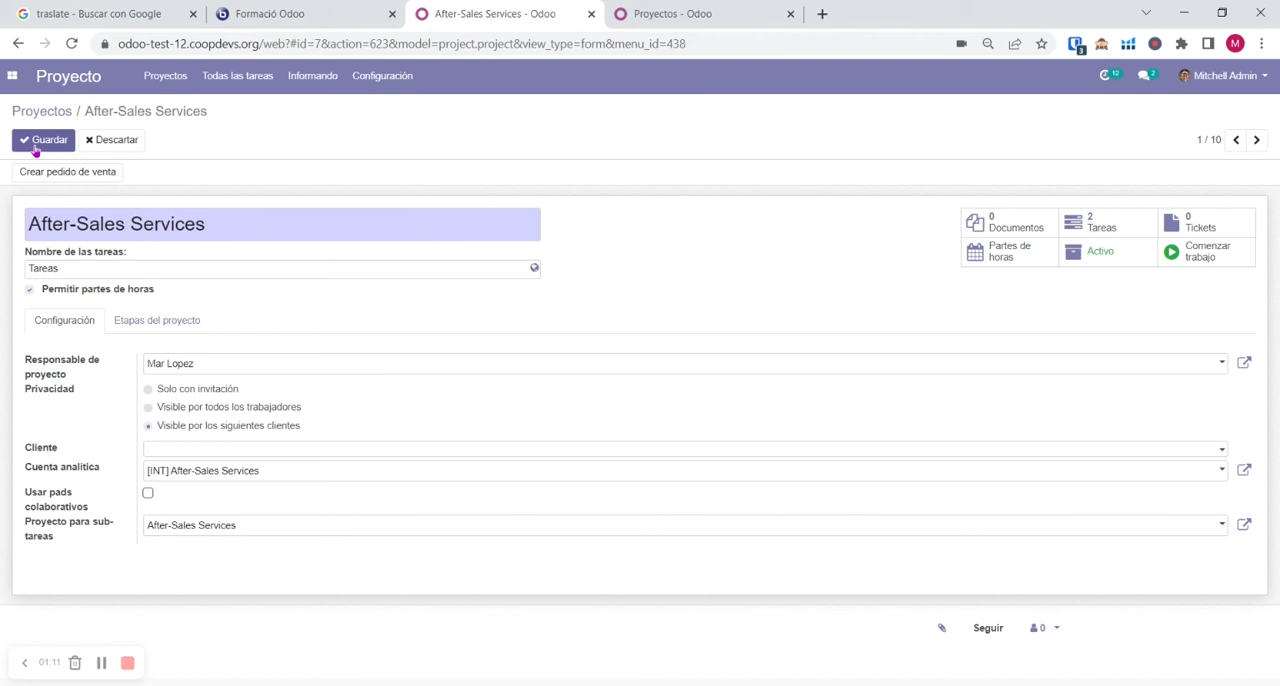 traslate - Buscar con Google
Formació Odoo
After-Sales Services - Odoo
Proyectos - Odoo
odoo-test-12.coopdevs.org/web?#id=7&action=623&model=project.project&view_type=form&menu_id=438
3
M
Proyecto
Proyectos
Todas las tareas
Informando
Configuración
12
2
Mitchell Admin
Proyectos / After-Sales Services
Guardar
Descartar
1 / 10
Crear pedido de venta
After-Sales Services
0
Documentos
2
Tareas
0
Tickets
Partes de
horas
Activo
Comenzar
trabajo
Nombre de las tareas:
Tareas
Permitir partes de horas
Configuración
Etapas del proyecto
Responsable de
proyecto
Mar Lopez
Privacidad
Solo con invitación
Visible por todos los trabajadores
Visible por los siguientes clientes
Cliente
Cuenta analítica
[INT] After-Sales Services
Usar pads
colaborativos
Proyecto para sub-
tareas
After-Sales Services
Seguir
0
01:11